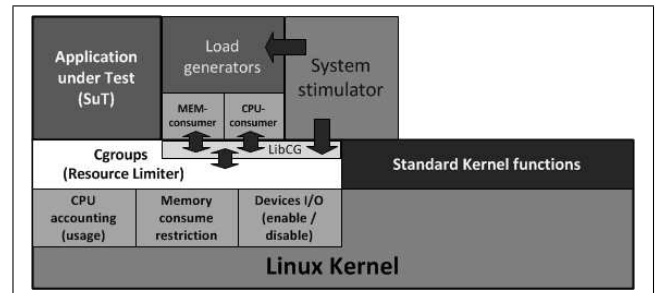 Application
under Test
(SuT)
Load
generators
System
stimulator
MEM-
consumer
CPU-
consumer
LibCG
Cgroups
(Resource Limiter)
Standard Kernel functions
CPU
accounting
(usage)
Memory
consume
restriction
Devices I/O
(enable /
disable)
Linux Kernel